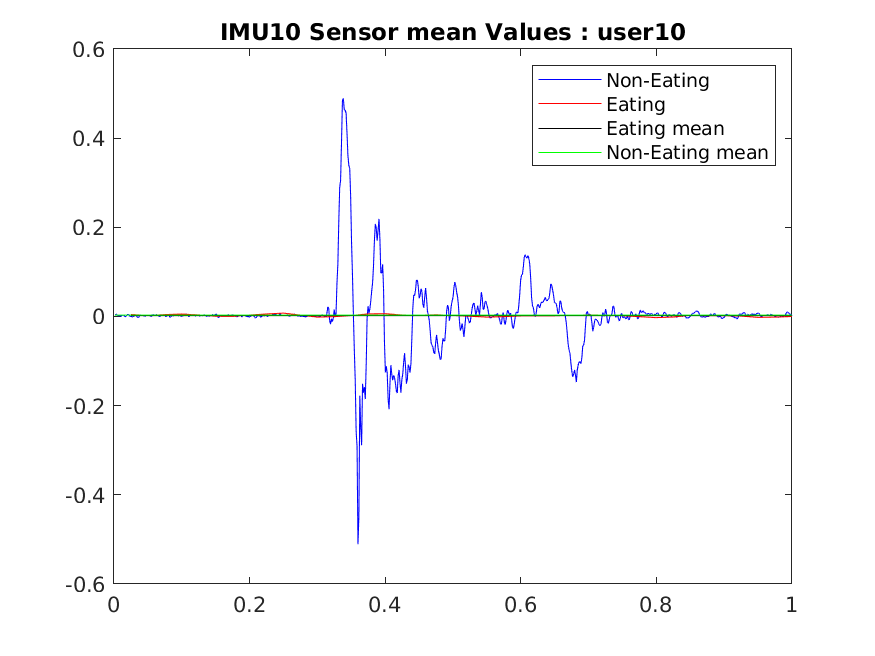 IMU10 Sensor mean Values : user10
0.6
0.4
0.2
0
-0.2
-0.4
-0.6
Non-Eating
Eating
Eating mean
Non-Eating mean
0 0.2 0.4 0.6 0.8 1